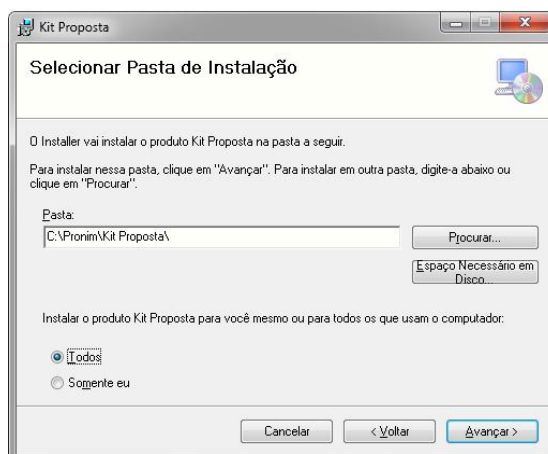 Kit Proposta
Selecionar Pasta de Instalação
O Installer vai instalar o produto Kit Proposta na pasta a seguir.
Para instalar nessa pasta, clique em "Avançar". Para instalar em outra pasta, digite-a abaixo ou
clique em "Procurar".
Pasta:
C:\Pronim\Kit Proposta\
Procurar...
Espaço Necessário em
Disco...
Instalar o produto Kit Proposta para você mesmo ou para todos os que usam o computador:
Todos
Somente eu
Cancelar
< Voltar
Avançar >